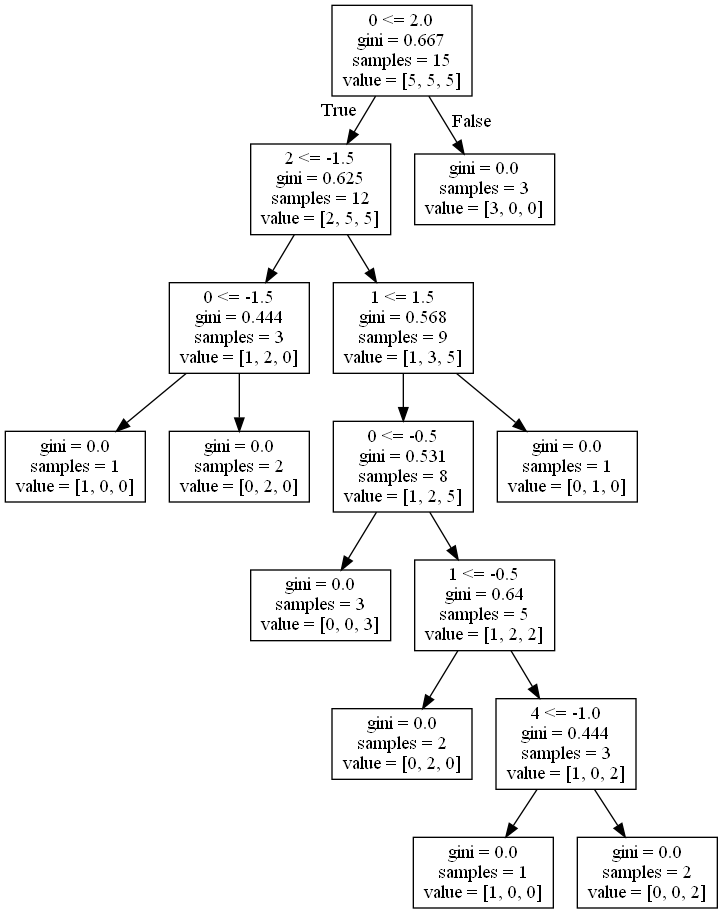 0 <= 2.0
gini = 0.667
samples = 15
value = [5, 5, 5]
True
False
2 <= -1.5
gini = 0.625
samples = 12
value = [2, 5, 5]
gini = 0.0
samples = 3
value = [3, 0, 0]
0 <= -1.5
gini = 0.444
samples = 3
value = [1, 2, 0]
1 <= 1.5
gini = 0.568
samples = 9
value = [1, 3, 5]
gini = 0.0
samples = 1
value = [1, 0, 0]
gini = 0.0
samples = 2
value = [0, 2, 0]
0 <= -0.5
gini = 0.531
samples = 8
value = [1, 2, 5]
gini = 0.0
samples = 1
value = [0, 1, 0]
gini = 0.0
samples = 3
value = [0, 0, 3]
1 <= -0.5
gini = 0.64
samples = 5
value = [1, 2, 2]
gini = 0.0
samples = 2
value = [0, 2, 0]
4 <= -1.0
gini = 0.444
samples = 3
value = [1, 0, 2]
gini = 0.0
samples = 1
value = [1, 0, 0]
gini = 0.0
samples = 2
value = [0, 0, 2]